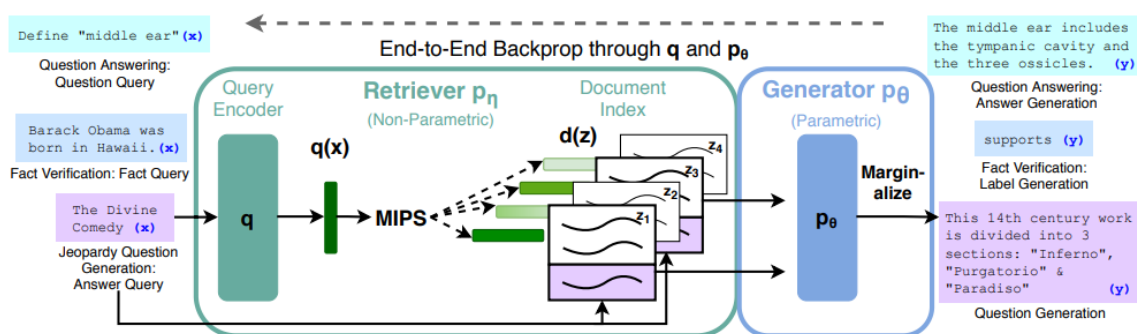 Define "middle ear"(x)
Question Answering:
Question Query
Barack Obama was
born in Hawaii.(x)
Fact Verification: Fact Query
The Divine
Comedy (x)
Jeopardy Question
Generation:
Answer Query
End-to-End Backprop through q and pθ
Query
Encoder
q
q(x)
Retriever pη
(Non-Parametric)
MIPS
Document
Index
d(z)
z4
z3
z2
z1
Generator pθ
(Parametric)
pθ
Margin-
alize
The middle ear includes
the tympanic cavity and
the three ossicles. (y)
Question Answering:
Answer Generation
supports (y)
Fact Verification:
Label Generation
This 14th century work
is divided into 3
sections: "Inferno",
"Purgatorio" &
"Paradiso" (y)
Question Generation